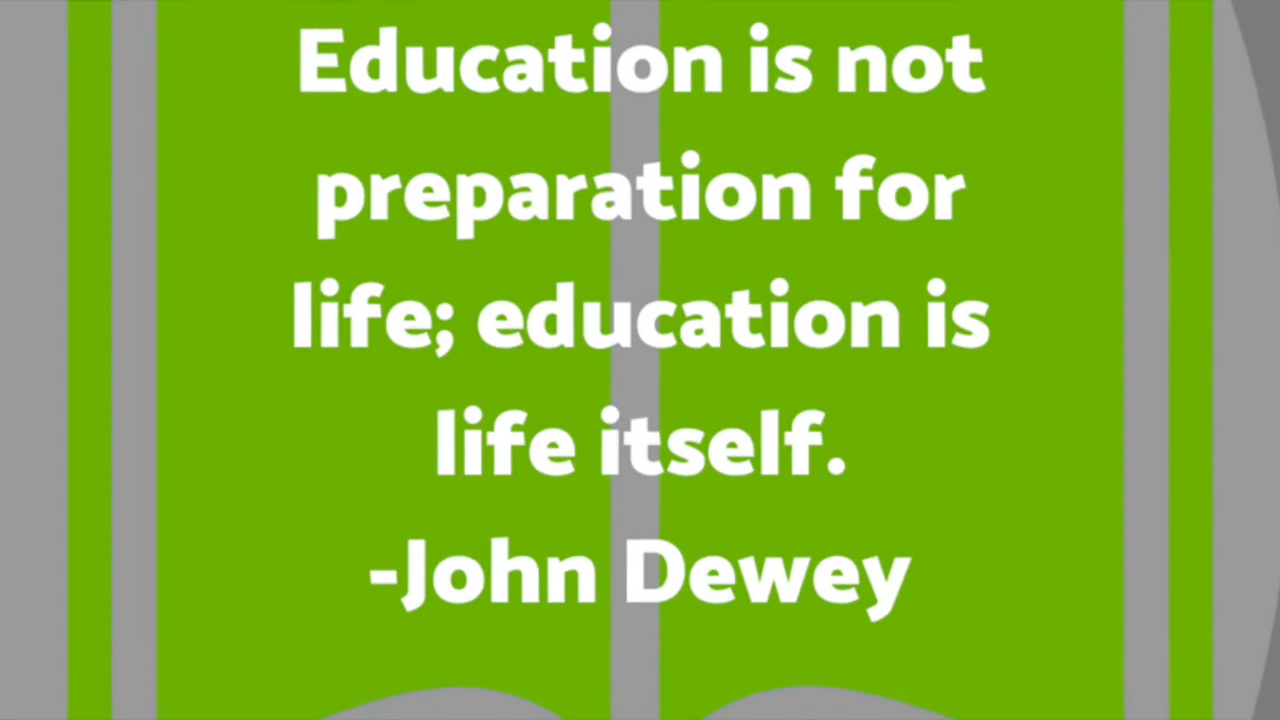 Education is not
preparation for
life; education is
life itself.
-John Dewey